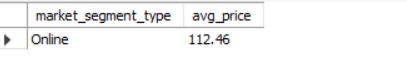 market_segment_type avg_price
Online 112.46